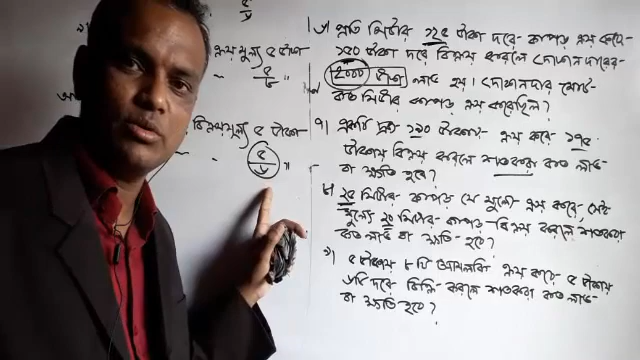 ৫
ক্রয় মূল্য ৫ টাকা
" ৫/৮ "
বিক্রয়মূল্য ৫ টাকা
" ৫/৬ "
৬) প্রতি মিটার ১২৫ টাকা দরে কাপড় ক্রয় করে
১৫০ টাকা দরে বিক্রয় করলে দোকানদারের
২০০০ টাকা লাভ হয়। দোকানদার মোট
কত মিটার কাপড় ক্রয় করেছিল?
৭) একটি দ্রব্য ১৯০ টাকায় ক্রয় করে ১৭৫
টাকায় বিক্রয় করলে শতকরা কত লাভ
বা ক্ষতি হবে?
৮) ২৫ মিটার কাপড় যে মূল্যে ক্রয় করে, সেই
মূল্যে ২০ মিটার কাপড় বিক্রয় করলে, শতকরা
কত লাভ বা ক্ষতি হবে?
৯) ৫ টাকায় ৮টি আমলকি ক্রয় করে ৫ টাকায়
৬টি দরে বিক্রি করলে শতকরা কত লাভ
বা ক্ষতি হবে?